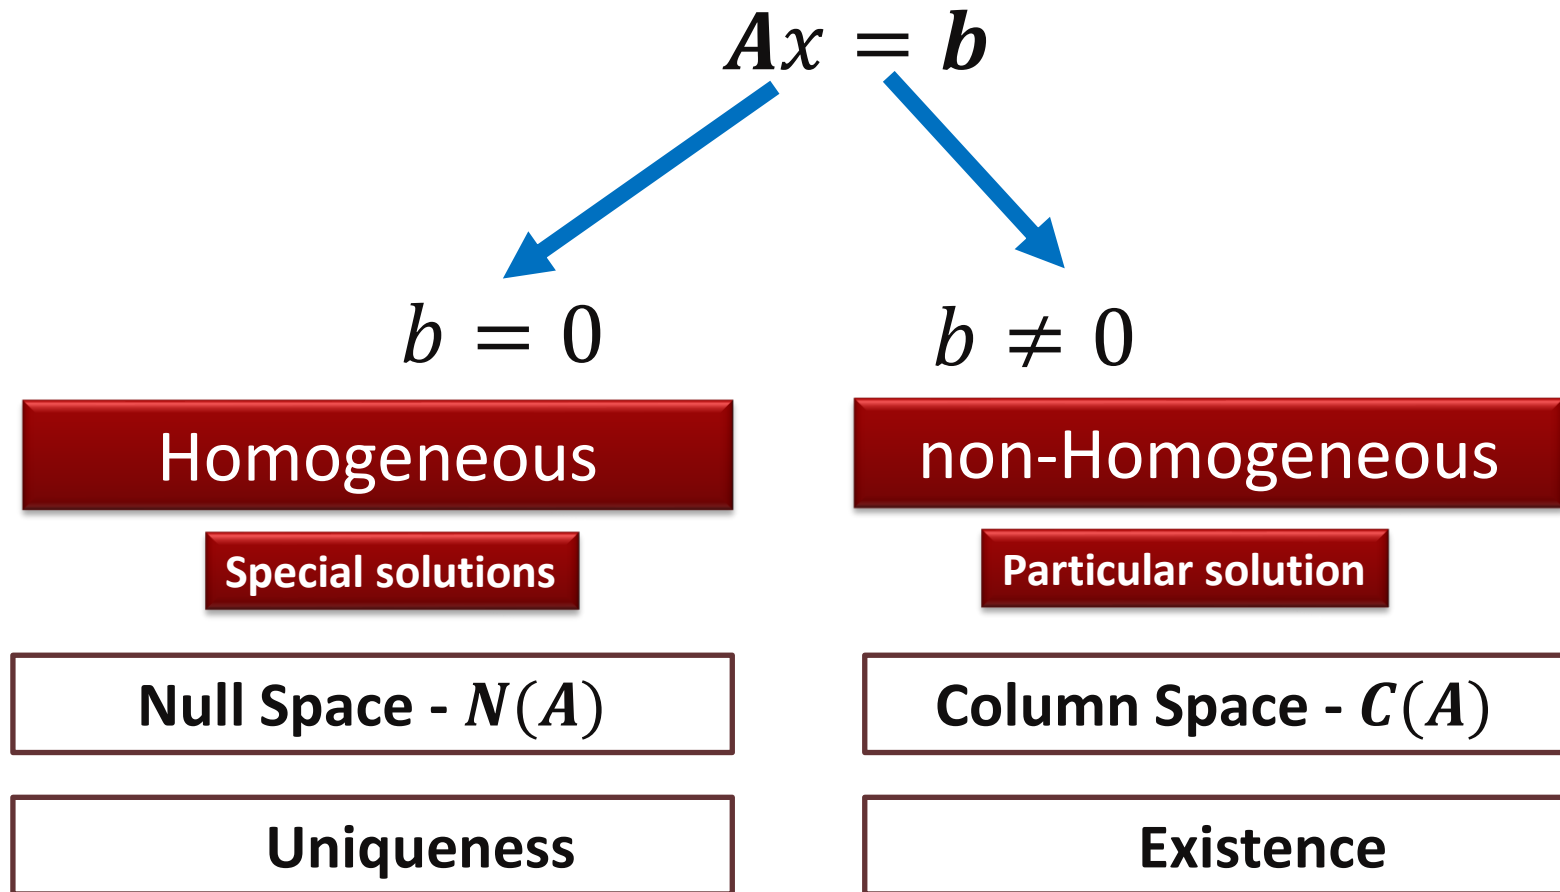 Ax = b
b = 0
b ≠ 0
Homogeneous
non-Homogeneous
Special solutions
Particular solution
Null Space - N(A)
Column Space - C(A)
Uniqueness
Existence